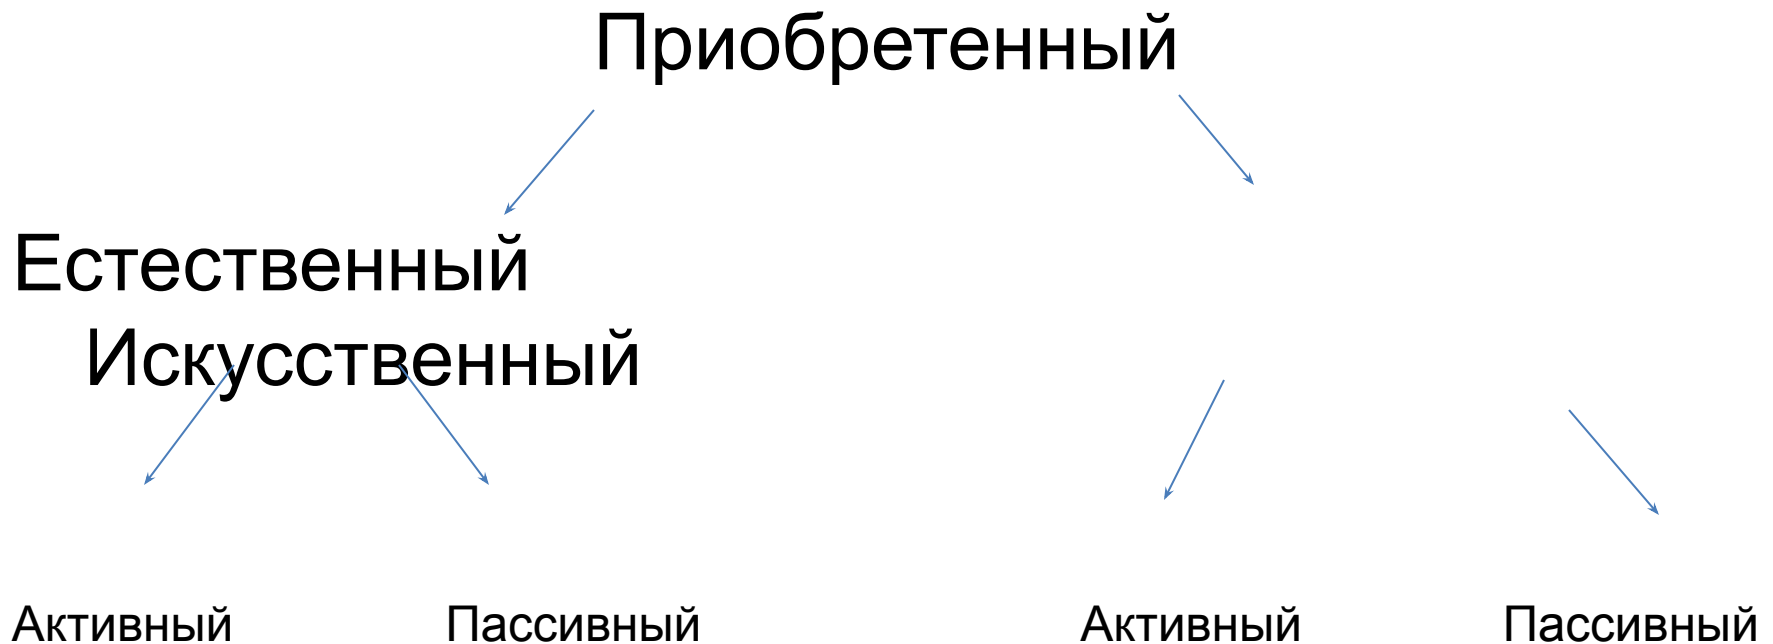 Приобретенный
Естественный
Искусственный
Активный Пассивный Активный Пассивный